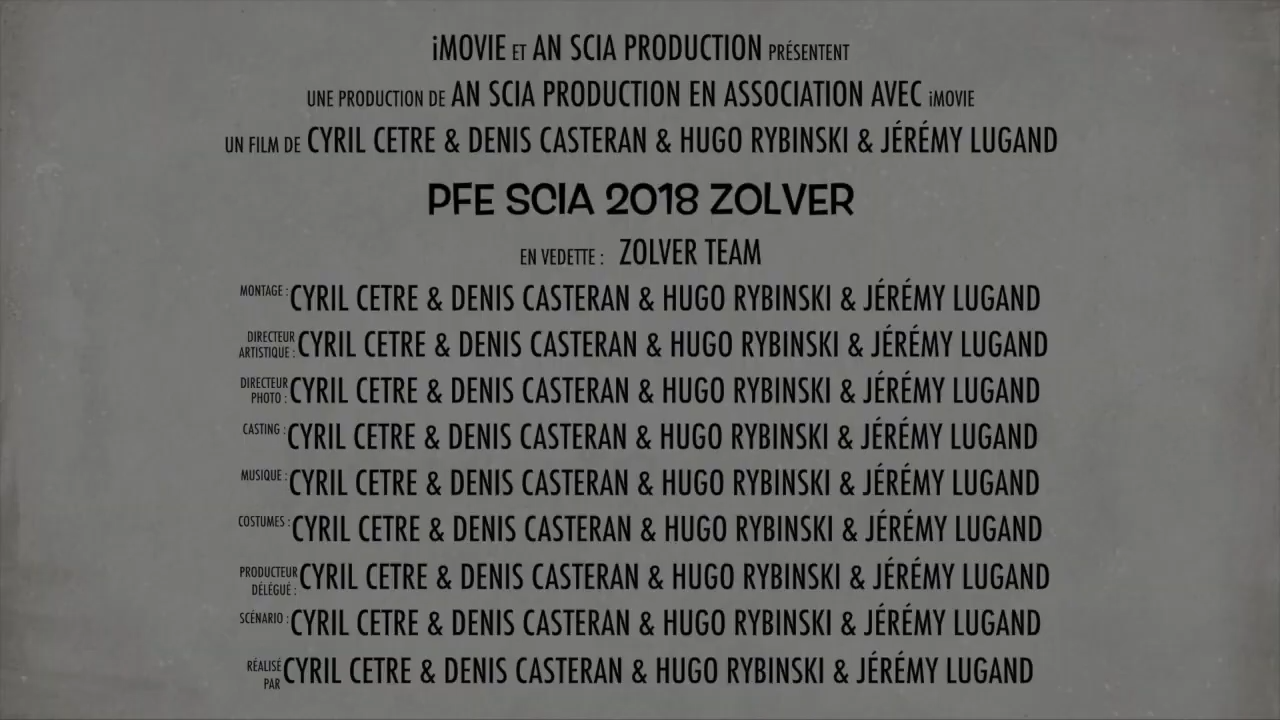 iMOVIE ET AN SCIA PRODUCTION PRÉSENTENT
UNE PRODUCTION DE AN SCIA PRODUCTION EN ASSOCIATION AVEC iMOVIE
UN FILM DE CYRIL CETRE & DENIS CASTERAN & HUGO RYBINSKI & JÉRÉMY LUGAND
PFE SCIA 2018 ZOLVER
EN VEDETTE : ZOLVER TEAM
MONTAGE : CYRIL CETRE & DENIS CASTERAN & HUGO RYBINSKI & JÉRÉMY LUGAND
DIRECTEUR ARTISTIQUE : CYRIL CETRE & DENIS CASTERAN & HUGO RYBINSKI & JÉRÉMY LUGAND
DIRECTEUR PHOTO : CYRIL CETRE & DENIS CASTERAN & HUGO RYBINSKI & JÉRÉMY LUGAND
CASTING : CYRIL CETRE & DENIS CASTERAN & HUGO RYBINSKI & JÉRÉMY LUGAND
MUSIQUE : CYRIL CETRE & DENIS CASTERAN & HUGO RYBINSKI & JÉRÉMY LUGAND
COSTUMES : CYRIL CETRE & DENIS CASTERAN & HUGO RYBINSKI & JÉRÉMY LUGAND
PRODUCTEUR DÉLÉGUÉ : CYRIL CETRE & DENIS CASTERAN & HUGO RYBINSKI & JÉRÉMY LUGAND
SCÉNARIO : CYRIL CETRE & DENIS CASTERAN & HUGO RYBINSKI & JÉRÉMY LUGAND
RÉALISÉ PAR CYRIL CETRE & DENIS CASTERAN & HUGO RYBINSKI & JÉRÉMY LUGAND